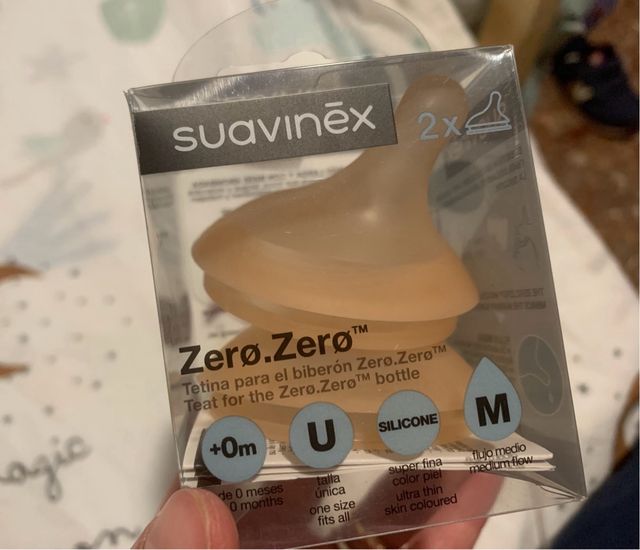 suavinēx
2x
Zerø.Zerø™
Tetina para el biberón Zerø.Zerø™
Teat for the Zerø.Zerø™ bottle
+0m
U
SILICONE
M
de 0 meses
0 months
talla
única
one size
fits all
super fina
color piel
ultra thin
skin coloured
flujo medio
medium flow
agic